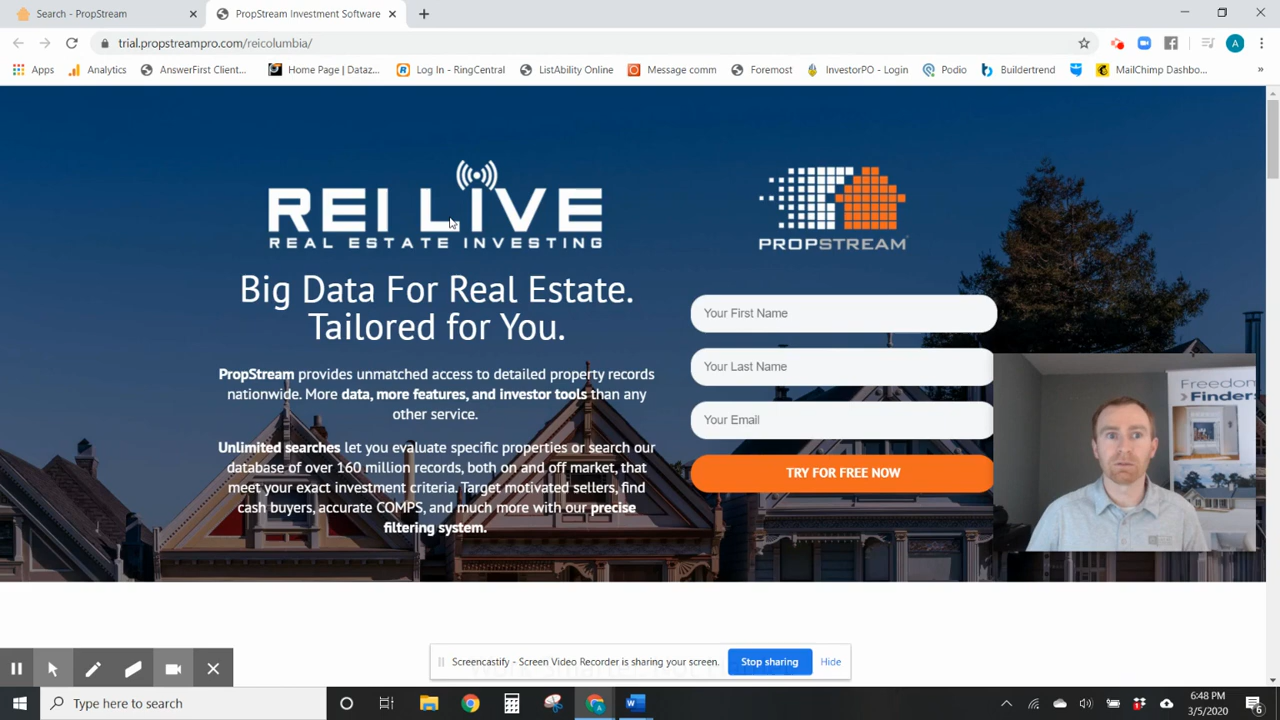 Search - PropStream
PropStream Investment Software
trial.propstreampro.com/reicolumbia/
A
Apps
Analytics
AnswerFirst Client...
Home Page | Dataz...
Log In - RingCentral
ListAbility Online
Message comm
Foremost
InvestorPO - Login
Podio
Buildertrend
MailChimp Dashbo...
»
REI LIVE
REAL ESTATE INVESTING
PROPSTREAM
Big Data For Real Estate.
Tailored for You.
PropStream provides unmatched access to detailed property records
nationwide. More data, more features, and investor tools than any
other service.
Unlimited searches let you evaluate specific properties or search our
database of over 160 million records, both on and off market, that
meet your exact investment criteria. Target motivated sellers, find
cash buyers, accurate COMPS, and much more with our precise
filtering system.
Your First Name
Your Last Name
Your Email
TRY FOR FREE NOW
Freedom
Finders
Screencastify - Screen Video Recorder is sharing your screen.
Stop sharing
Hide
Type here to search
6:48 PM
3/5/2020
6